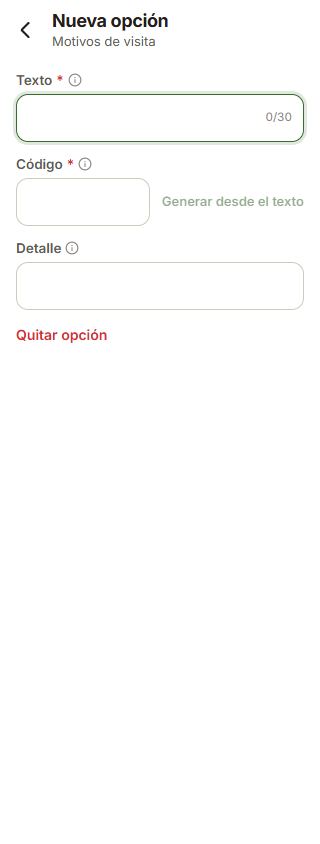 Nueva opción
Motivos de visita
Texto *
0/30
Código *
Generar desde el texto
Detalle
Quitar opción